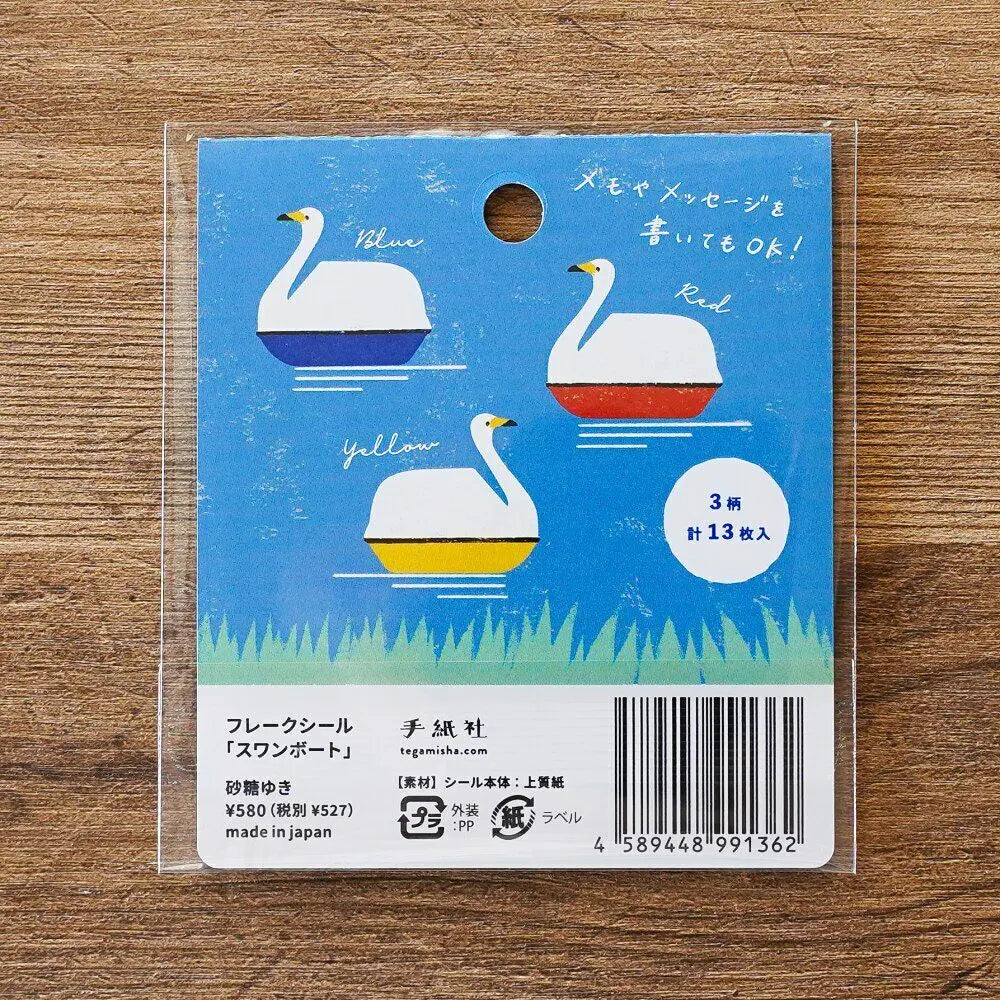 メモやメッセージを
書いてもOK!
Blue
Red
Yellow
3柄
計13枚入
フレークシール
「スワンボート」
砂糖ゆき
¥580(税別 ¥527)
made in japan
手紙社
tegamisha.com
【素材】シール本体:上質紙
プラ 外装
:PP
紙 ラベル
4 589448 991362